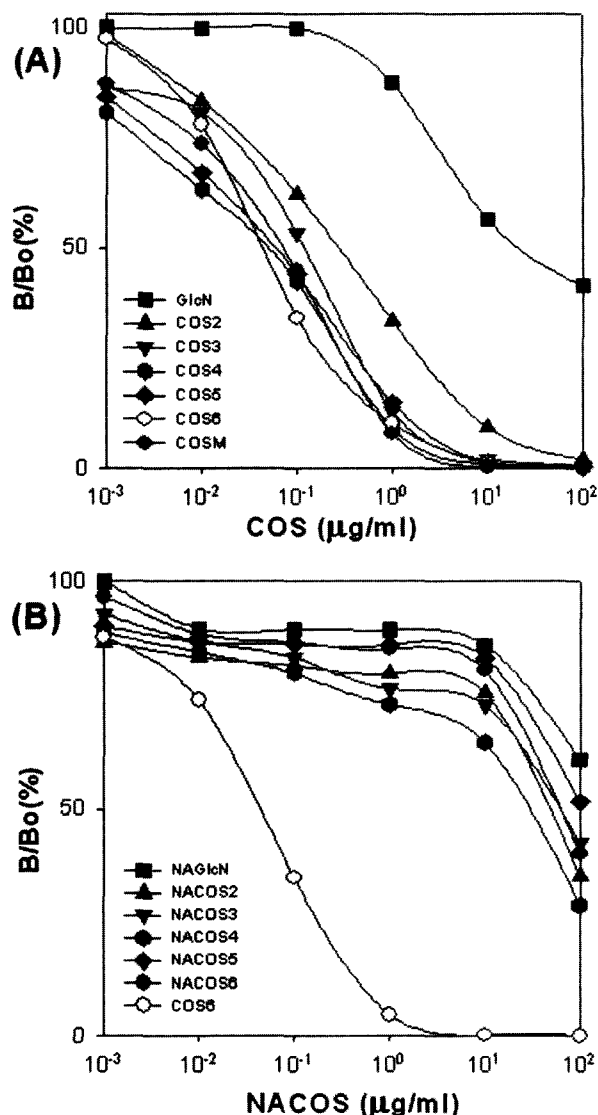 (A)
100
50
0
B/Bo(%)
GlcN
COS2
COS3
COS4
COS5
COS6
COSM
10-3 10-2 10-1 10⁰ 10¹ 10²
COS (μg/ml)
(B)
100
50
0
B/Bo(%)
NAGlcN
NACOS2
NACOS3
NACOS4
NACOS5
NACOS6
COS6
10-3 10-2 10-1 10⁰ 10¹ 10²
NACOS (μg/ml)